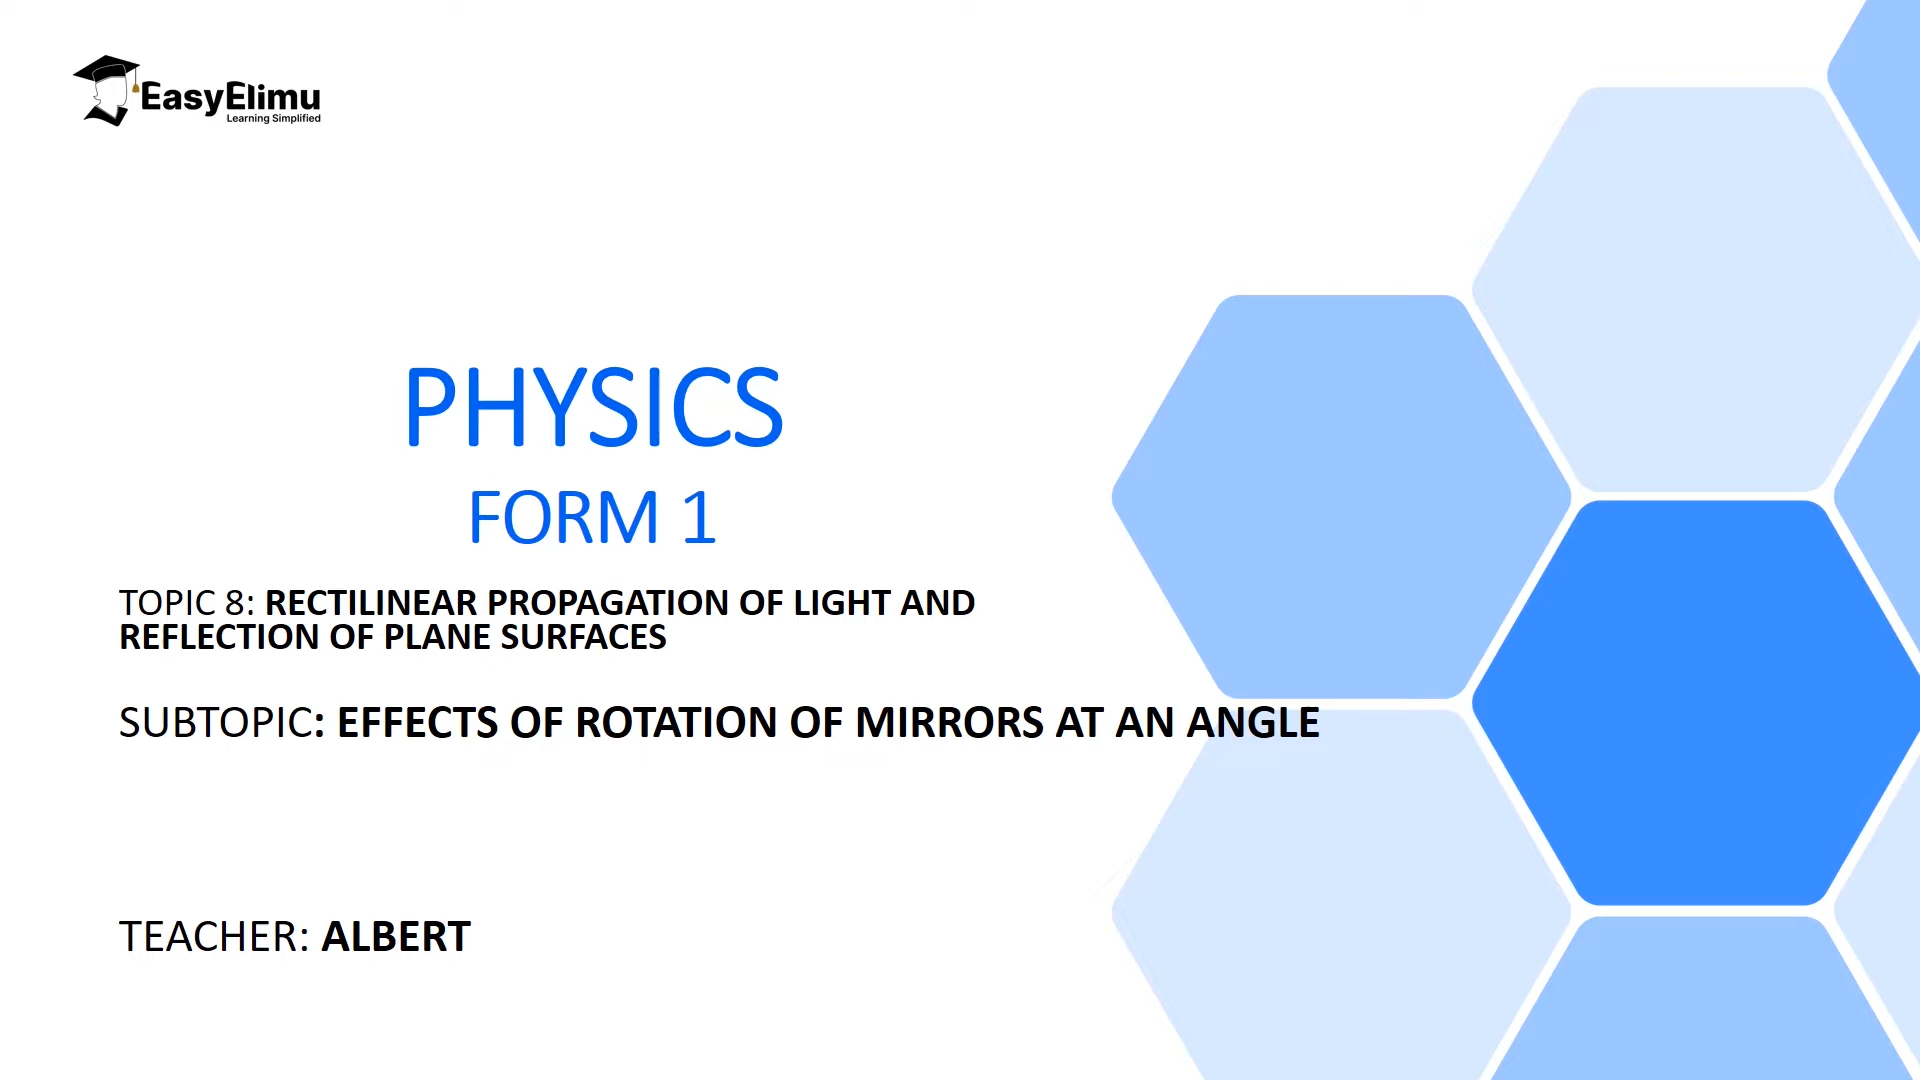 EasyElimu
Learning Simplified
PHYSICS
FORM 1
TOPIC 8: RECTILINEAR PROPAGATION OF LIGHT AND
REFLECTION OF PLANE SURFACES
SUBTOPIC: EFFECTS OF ROTATION OF MIRRORS AT AN ANGLE
TEACHER: ALBERT